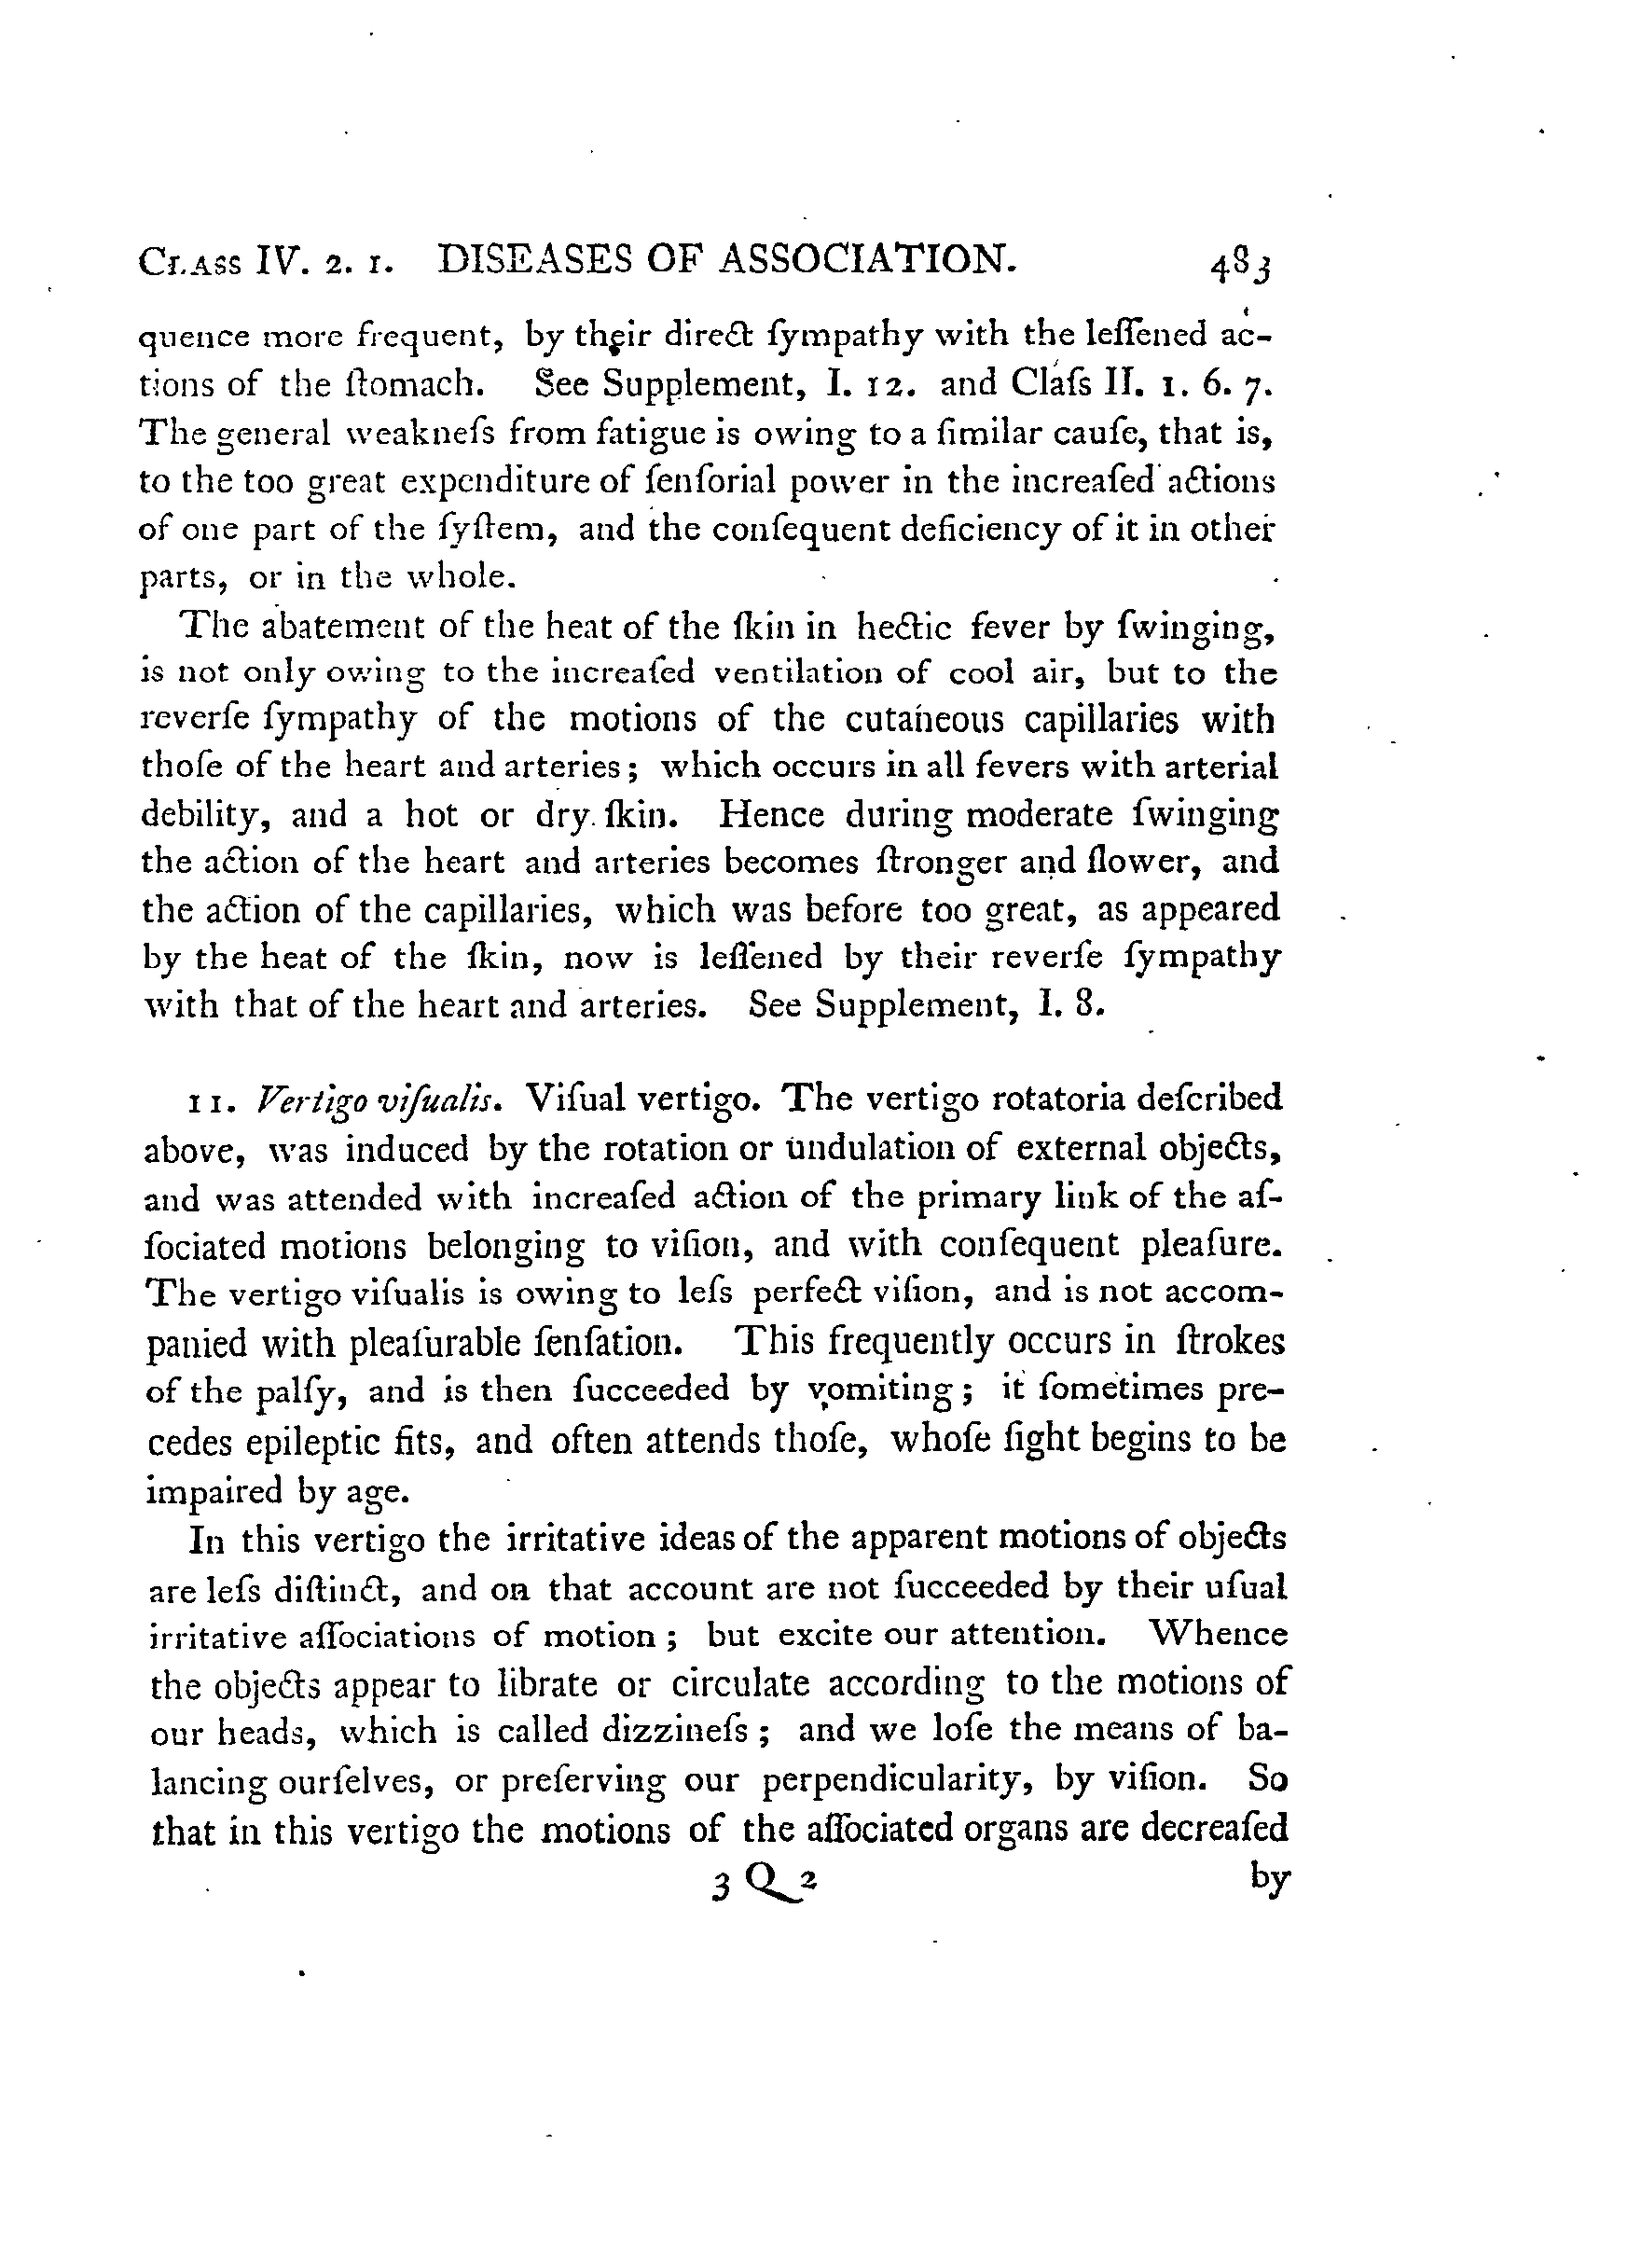 CLASS IV. 2. 1. DISEASES OF ASSOCIATION. 483
quence more frequent, by their direct ſympathy with the leſſened ac-
tions of the ſtomach. See Supplement, I. 12. and Claſs II. 1. 6. 7.
The general weakneſs from fatigue is owing to a ſimilar cauſe, that is,
to the too great expenditure of ſenſorial power in the increaſed actions
of one part of the ſyſtem, and the conſequent deficiency of it in other
parts, or in the whole.
The abatement of the heat of the ſkin in hectic fever by ſwinging,
is not only owing to the increaſed ventilation of cool air, but to the
reverſe ſympathy of the motions of the cutaneous capillaries with
thoſe of the heart and arteries; which occurs in all fevers with arterial
debility, and a hot or dry ſkin. Hence during moderate ſwinging
the action of the heart and arteries becomes ſtronger and ſlower, and
the action of the capillaries, which was before too great, as appeared
by the heat of the ſkin, now is leſſened by their reverſe ſympathy
with that of the heart and arteries. See Supplement, I. 8.
11. Vertigo viſualis. Viſual vertigo. The vertigo rotatoria deſcribed
above, was induced by the rotation or undulation of external objects,
and was attended with increaſed action of the primary link of the aſ-
ſociated motions belonging to viſion, and with conſequent pleaſure.
The vertigo viſualis is owing to leſs perfect viſion, and is not accom-
panied with pleaſurable ſenſation. This frequently occurs in ſtrokes
of the palſy, and is then ſucceeded by vomiting; it ſometimes pre-
cedes epileptic fits, and often attends thoſe, whoſe ſight begins to be
impaired by age.
In this vertigo the irritative ideas of the apparent motions of objects
are leſs diſtinct, and on that account are not ſucceeded by their uſual
irritative aſſociations of motion; but excite our attention. Whence
the objects appear to librate or circulate according to the motions of
our heads, which is called dizzineſs; and we loſe the means of ba-
lancing ourſelves, or preſerving our perpendicularity, by viſion. So
that in this vertigo the motions of the aſſociated organs are decreaſed
3 Q 2 by